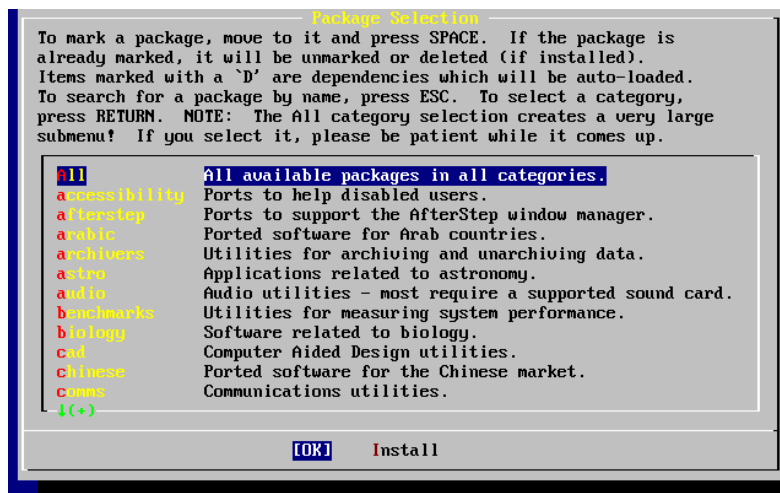 Package Selection
To mark a package, move to it and press SPACE.  If the package is
already marked, it will be unmarked or deleted (if installed).
Items marked with a `D' are dependencies which will be auto-loaded.
To search for a package by name, press ESC.  To select a category,
press RETURN.  NOTE:  The All category selection creates a very large
submenu!  If you select it, please be patient while it comes up.
All All available packages in all categories.
accessibility Ports to help disabled users.
afterstep Ports to support the AfterStep window manager.
arabic Ported software for Arab countries.
archivers Utilities for archiving and unarchiving data.
astro Applications related to astronomy.
audio Audio utilities - most require a supported sound card.
benchmarks Utilities for measuring system performance.
biology Software related to biology.
cad Computer Aided Design utilities.
chinese Ported software for the Chinese market.
comms Communications utilities.
↓(+)
[OK] Install